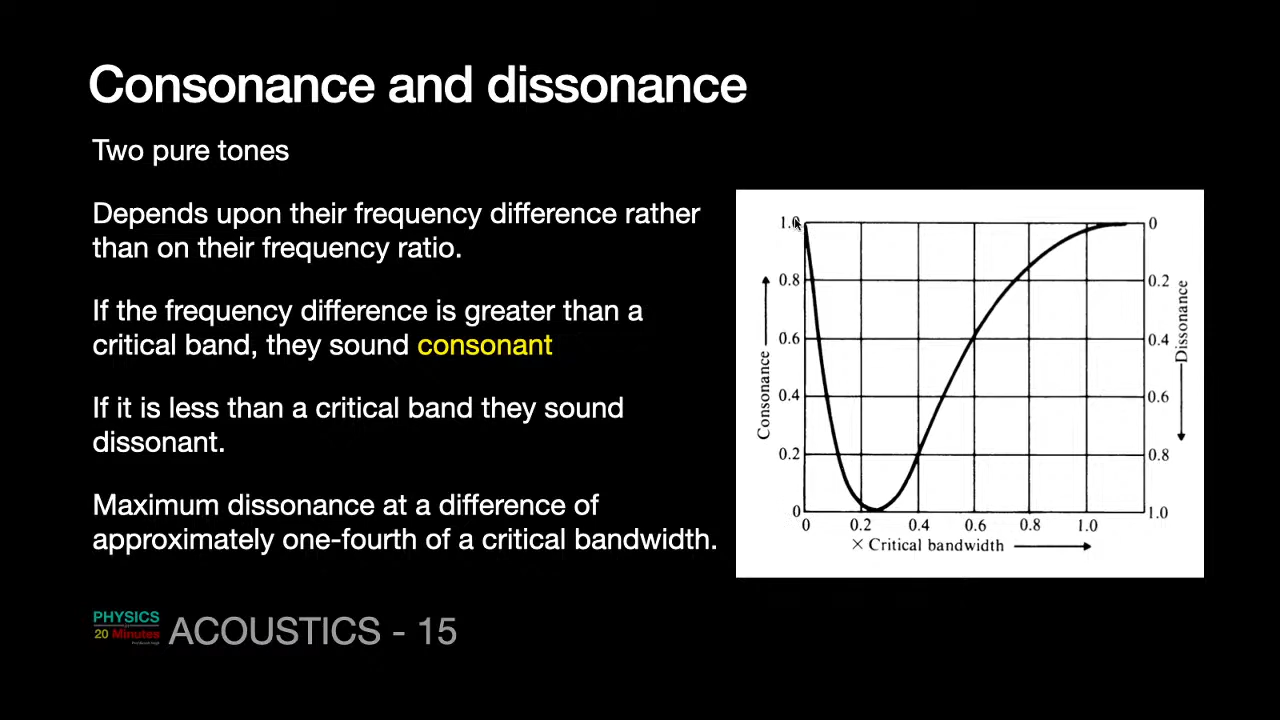 Consonance and dissonance
Two pure tones
Depends upon their frequency difference rather
than on their frequency ratio.
If the frequency difference is greater than a
critical band, they sound consonant
If it is less than a critical band they sound
dissonant.
Maximum dissonance at a difference of
approximately one-fourth of a critical bandwidth.
1.0
0.8
0.6
0.4
0.2
0
Consonance
0 0.2 0.4 0.6 0.8 1.0
× Critical bandwidth
0
0.2
0.4
0.6
0.8
1.0
Dissonance
PHYSICS
20 Minutes
ACOUSTICS - 15